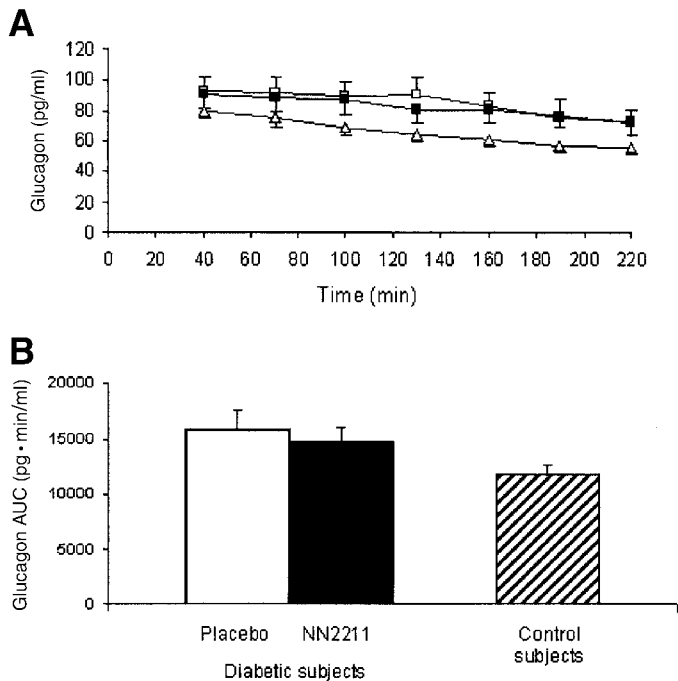 A
120
100
80
60
40
20
0
Glucagon (pg/ml)
0 20 40 60 80 100 120 140 160 180 200 220
Time (min)
B
20000
15000
10000
5000
0
Glucagon AUC (pg•min/ml)
Placebo NN2211 Control
subjects
Diabetic subjects